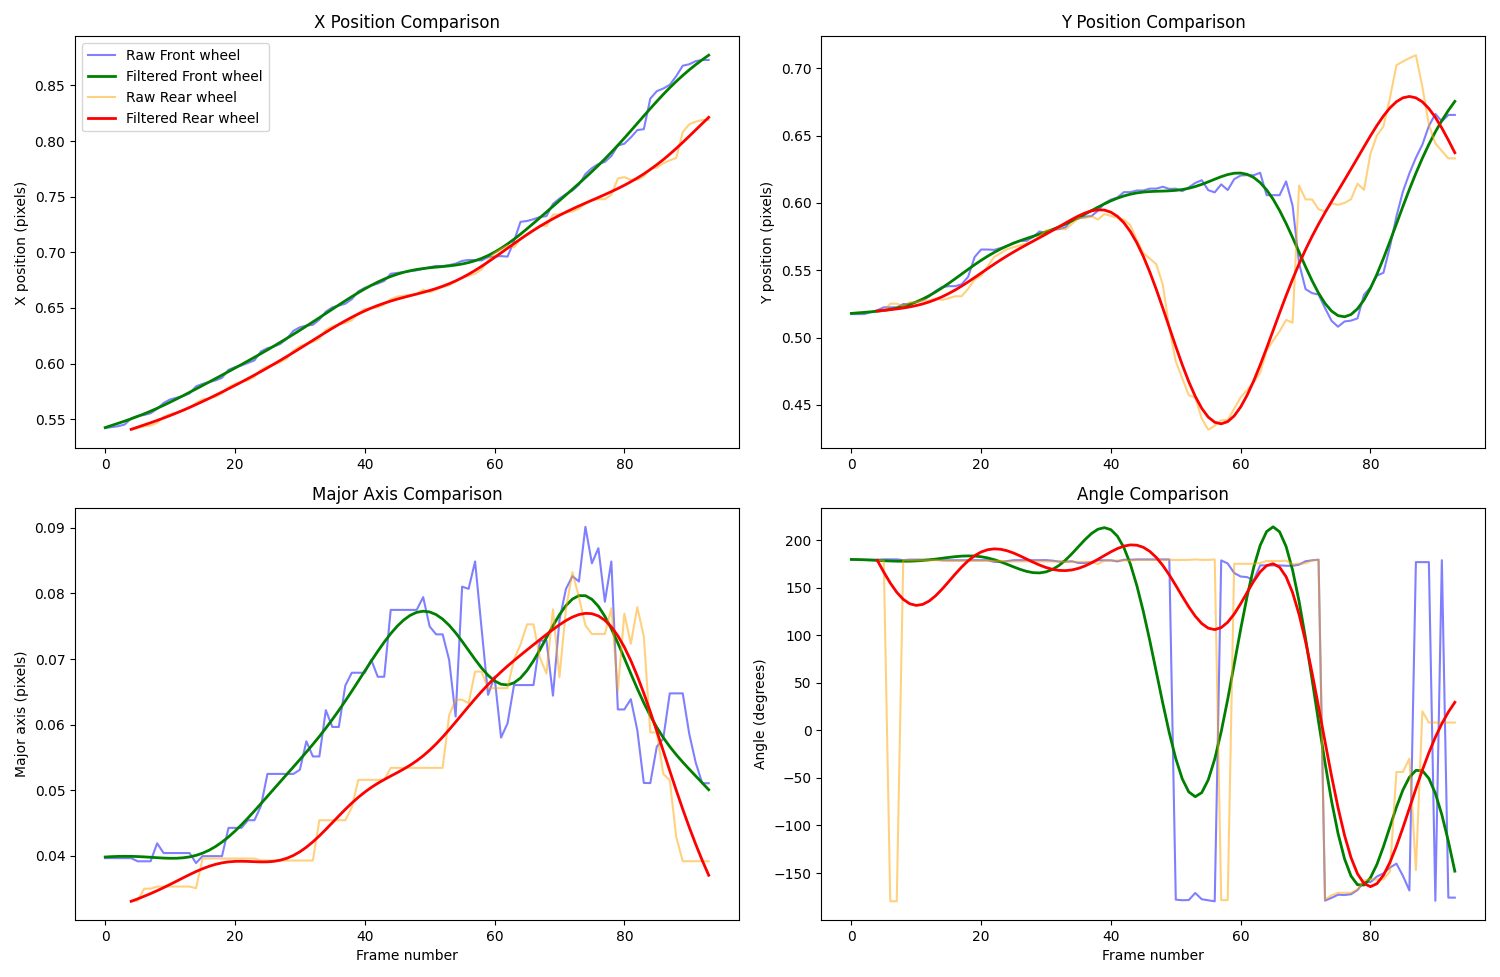 X Position Comparison
Raw Front wheel
Filtered Front wheel
Raw Rear wheel
Filtered Rear wheel
X position (pixels)
0.85
0.80
0.75
0.70
0.65
0.60
0.55
0 20 40 60 80
Y Position Comparison
Y position (pixels)
0.70
0.65
0.60
0.55
0.50
0.45
0 20 40 60 80
Major Axis Comparison
Major axis (pixels)
0.09
0.08
0.07
0.06
0.05
0.04
0 20 40 60 80
Frame number
Angle Comparison
Angle (degrees)
200
150
100
50
0
−50
−100
−150
0 20 40 60 80
Frame number